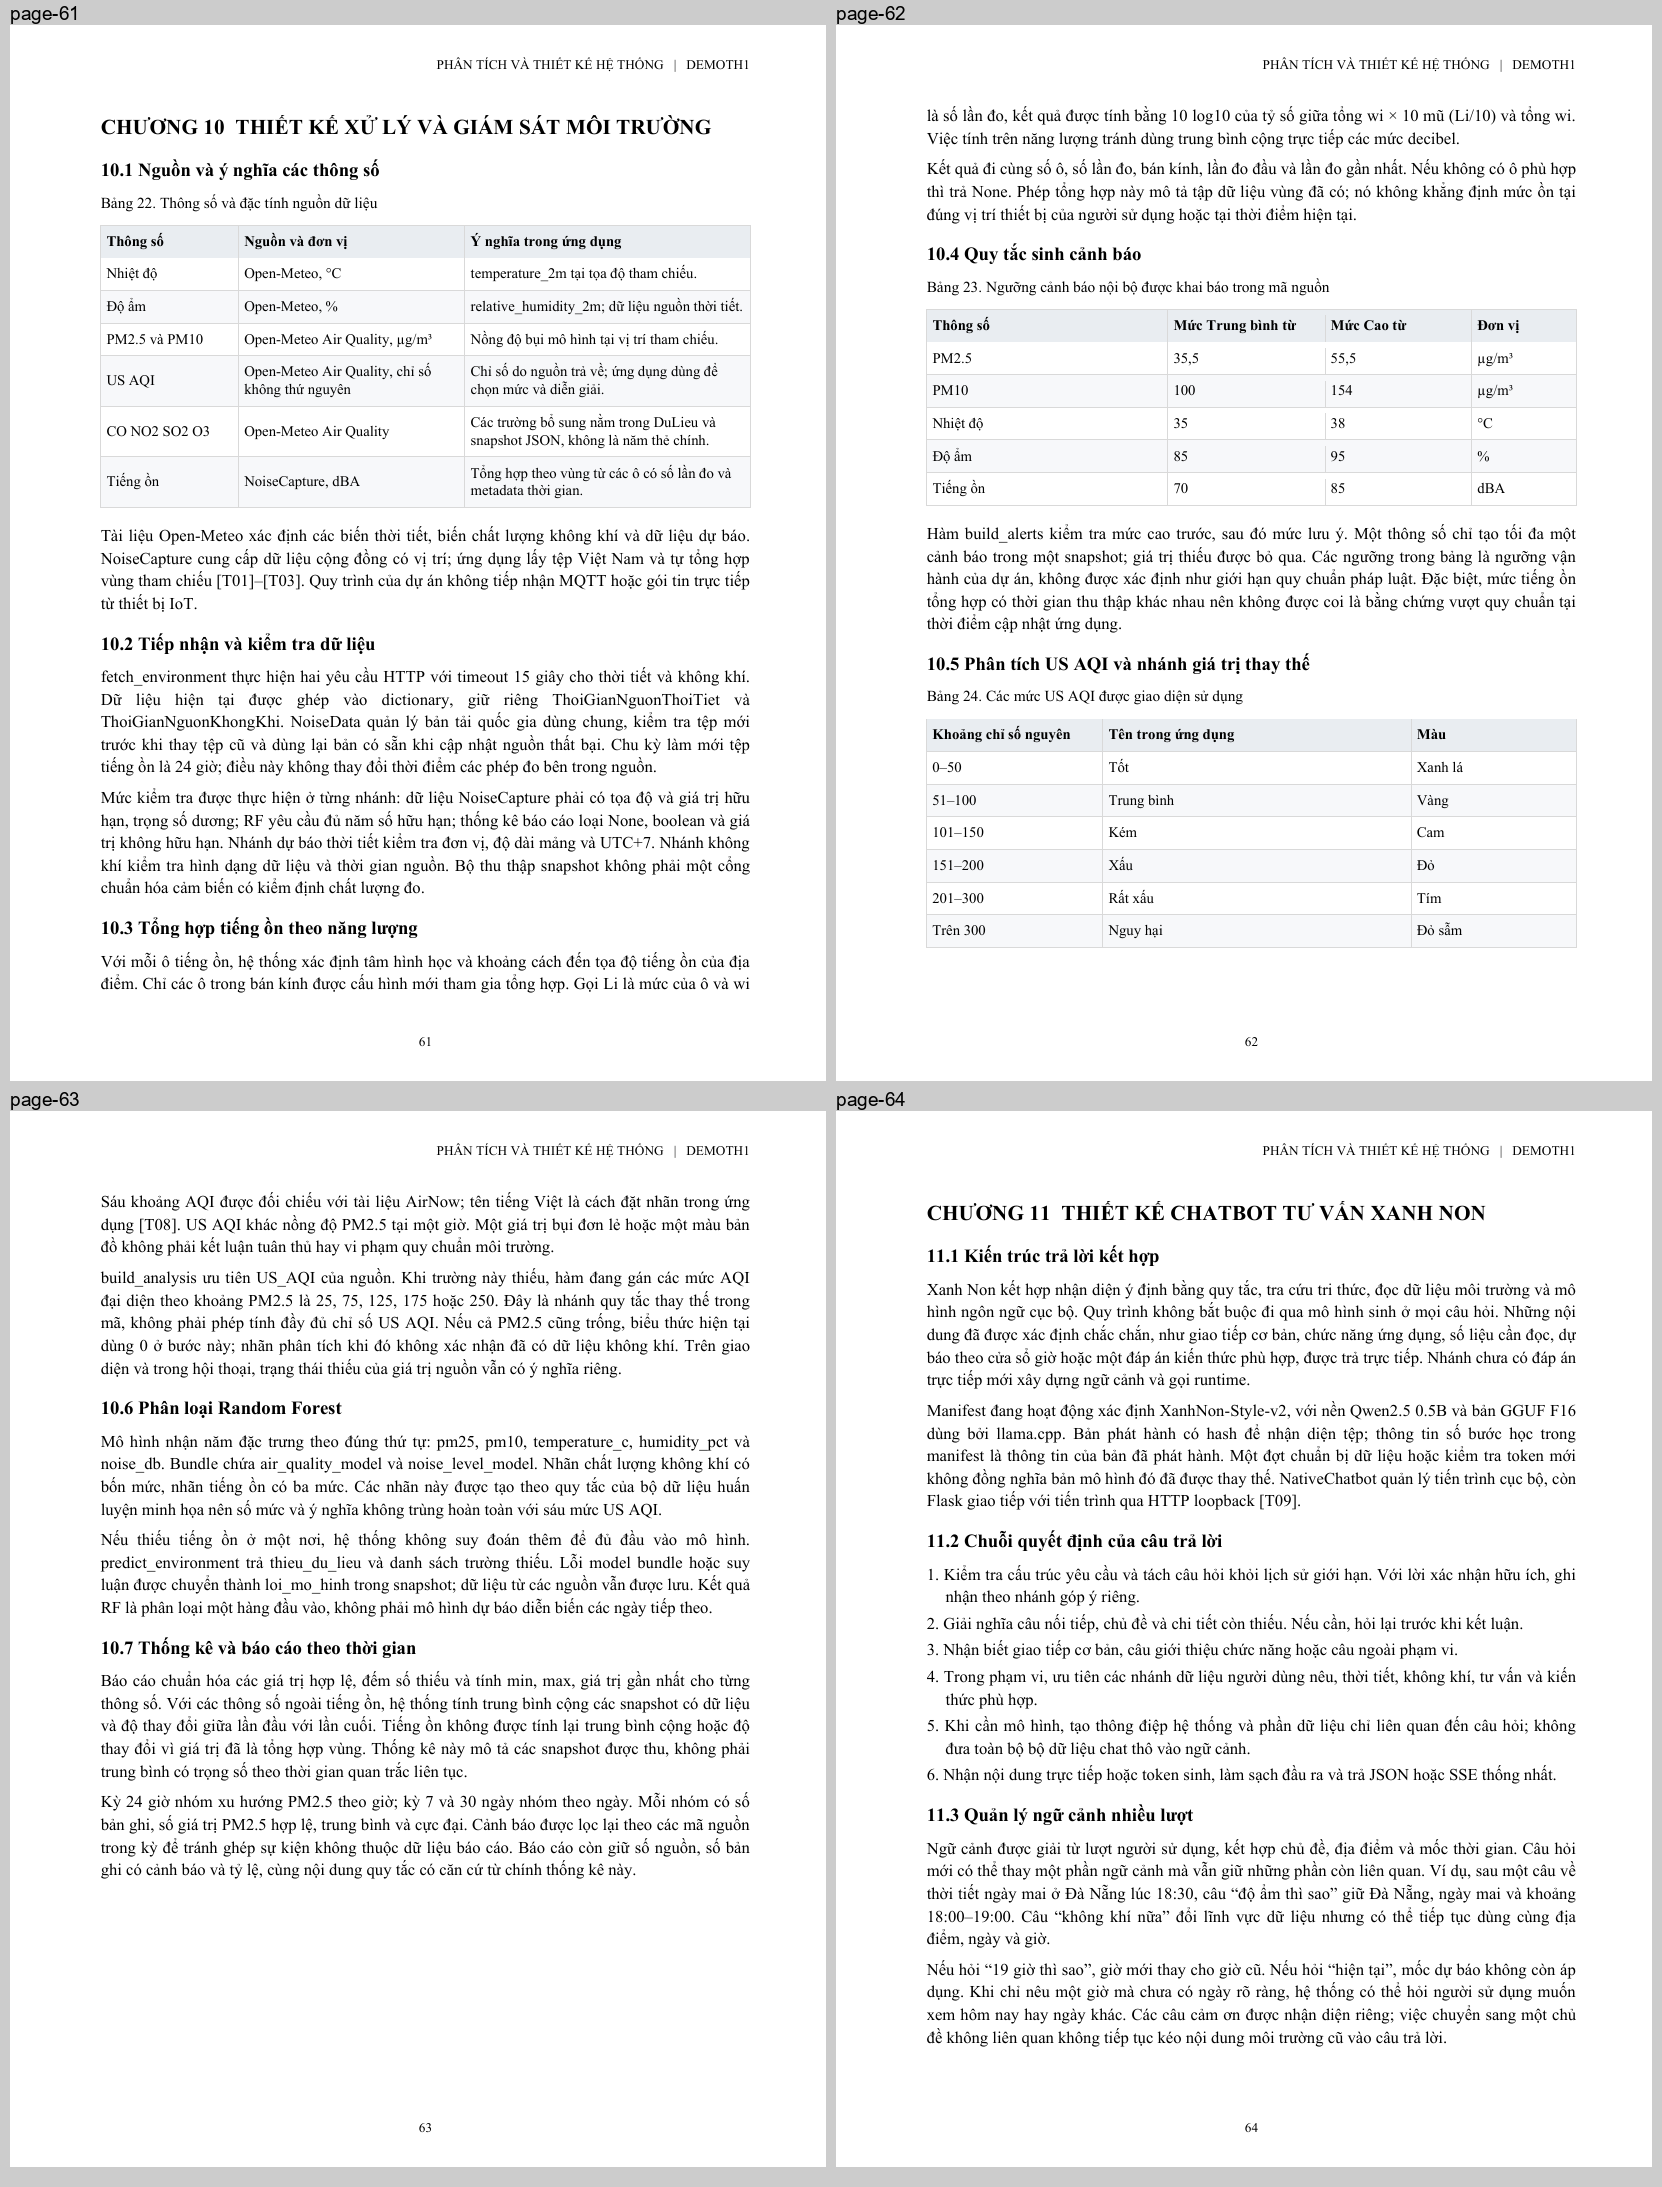 page-61
PHÂN TÍCH VÀ THIẾT KẾ HỆ THỐNG | DEMOTH1
CHƯƠNG 10 THIẾT KẾ XỬ LÝ VÀ GIÁM SÁT MÔI TRƯỜNG
10.1 Nguồn và ý nghĩa các thông số
Bảng 22. Thông số và đặc tính nguồn dữ liệu
Thông số Nguồn và đơn vị Ý nghĩa trong ứng dụng
Nhiệt độ Open-Meteo, °C temperature_2m tại tọa độ tham chiếu.
Độ ẩm Open-Meteo, % relative_humidity_2m; dữ liệu nguồn thời tiết.
PM2.5 và PM10 Open-Meteo Air Quality, µg/m³ Nồng độ bụi mô hình tại vị trí tham chiếu.
US AQI Open-Meteo Air Quality, chỉ số không thứ nguyên Chỉ số do nguồn trả về; ứng dụng dùng để chọn mức và diễn giải.
CO NO2 SO2 O3 Open-Meteo Air Quality Các trường bổ sung nằm trong DuLieu và snapshot JSON, không là năm thẻ chính.
Tiếng ồn NoiseCapture, dBA Tổng hợp theo vùng từ các ô có số lần đo và metadata thời gian.
Tài liệu Open-Meteo xác định các biến thời tiết, biến chất lượng không khí và dữ liệu dự báo.
NoiseCapture cung cấp dữ liệu cộng đồng có vị trí; ứng dụng lấy tệp Việt Nam và tự tổng hợp
vùng tham chiếu [T01]–[T03]. Quy trình của dự án không tiếp nhận MQTT hoặc gói tin trực tiếp
từ thiết bị IoT.
10.2 Tiếp nhận và kiểm tra dữ liệu
fetch_environment thực hiện hai yêu cầu HTTP với timeout 15 giây cho thời tiết và không khí.
Dữ liệu hiện tại được ghép vào dictionary, giữ riêng ThoiGianNguonThoiTiet và
ThoiGianNguonKhongKhi. NoiseData quản lý bản tải quốc gia dùng chung, kiểm tra tệp mới
trước khi thay tệp cũ và dùng lại bản có sẵn khi cập nhật nguồn thất bại. Chu kỳ làm mới tệp
tiếng ồn là 24 giờ; điều này không thay đổi thời điểm các phép đo bên trong nguồn.
Mức kiểm tra được thực hiện ở từng nhánh: dữ liệu NoiseCapture phải có tọa độ và giá trị hữu
hạn, trọng số dương; RF yêu cầu đủ năm số hữu hạn; thống kê báo cáo loại None, boolean và giá
trị không hữu hạn. Nhánh dự báo thời tiết kiểm tra đơn vị, độ dài mảng và UTC+7. Nhánh không
khí kiểm tra hình dạng dữ liệu và thời gian nguồn. Bộ thu thập snapshot không phải một cổng
chuẩn hóa cảm biến có kiểm định chất lượng đo.
10.3 Tổng hợp tiếng ồn theo năng lượng
Với mỗi ô tiếng ồn, hệ thống xác định tâm hình học và khoảng cách đến tọa độ tiếng ồn của địa
điểm. Chỉ các ô trong bán kính được cấu hình mới tham gia tổng hợp. Gọi Li là mức của ô và wi
61
page-62
PHÂN TÍCH VÀ THIẾT KẾ HỆ THỐNG | DEMOTH1
là số lần đo, kết quả được tính bằng 10 log10 của tỷ số giữa tổng wi × 10 mũ (Li/10) và tổng wi.
Việc tính trên năng lượng tránh dùng trung bình cộng trực tiếp các mức decibel.
Kết quả đi cùng số ô, số lần đo, bán kính, lần đo đầu và lần đo gần nhất. Nếu không có ô phù hợp
thì trả None. Phép tổng hợp này mô tả tập dữ liệu vùng đã có; nó không khẳng định mức ồn tại
đúng vị trí thiết bị của người sử dụng hoặc tại thời điểm hiện tại.
10.4 Quy tắc sinh cảnh báo
Bảng 23. Ngưỡng cảnh báo nội bộ được khai báo trong mã nguồn
Thông số Mức Trung bình từ Mức Cao từ Đơn vị
PM2.5 35,5 55,5 µg/m³
PM10 100 154 µg/m³
Nhiệt độ 35 38 °C
Độ ẩm 85 95 %
Tiếng ồn 70 85 dBA
Hàm build_alerts kiểm tra mức cao trước, sau đó mức lưu ý. Một thông số chỉ tạo tối đa một
cảnh báo trong một snapshot; giá trị thiếu được bỏ qua. Các ngưỡng trong bảng là ngưỡng vận
hành của dự án, không được xác định như giới hạn quy chuẩn pháp luật. Đặc biệt, mức tiếng ồn
tổng hợp có thời gian thu thập khác nhau nên không được coi là bằng chứng vượt quy chuẩn tại
thời điểm cập nhật ứng dụng.
10.5 Phân tích US AQI và nhánh giá trị thay thế
Bảng 24. Các mức US AQI được giao diện sử dụng
Khoảng chỉ số nguyên Tên trong ứng dụng Màu
0–50 Tốt Xanh lá
51–100 Trung bình Vàng
101–150 Kém Cam
151–200 Xấu Đỏ
201–300 Rất xấu Tím
Trên 300 Nguy hại Đỏ sẫm
62
page-63
PHÂN TÍCH VÀ THIẾT KẾ HỆ THỐNG | DEMOTH1
Sáu khoảng AQI được đối chiếu với tài liệu AirNow; tên tiếng Việt là cách đặt nhãn trong ứng
dụng [T08]. US AQI khác nồng độ PM2.5 tại một giờ. Một giá trị bụi đơn lẻ hoặc một màu bản
đồ không phải kết luận tuân thủ hay vi phạm quy chuẩn môi trường.
build_analysis ưu tiên US_AQI của nguồn. Khi trường này thiếu, hàm đang gán các mức AQI
đại diện theo khoảng PM2.5 là 25, 75, 125, 175 hoặc 250. Đây là nhánh quy tắc thay thế trong
mã, không phải phép tính đầy đủ chỉ số US AQI. Nếu cả PM2.5 cũng trống, biểu thức hiện tại
dùng 0 ở bước này; nhãn phân tích khi đó không xác nhận đã có dữ liệu không khí. Trên giao
diện và trong hội thoại, trạng thái thiếu của giá trị nguồn vẫn có ý nghĩa riêng.
10.6 Phân loại Random Forest
Mô hình nhận năm đặc trưng theo đúng thứ tự: pm25, pm10, temperature_c, humidity_pct và
noise_db. Bundle chứa air_quality_model và noise_level_model. Nhãn chất lượng không khí có
bốn mức, nhãn tiếng ồn có ba mức. Các nhãn này được tạo theo quy tắc của bộ dữ liệu huấn
luyện minh họa nên số mức và ý nghĩa không trùng hoàn toàn với sáu mức US AQI.
Nếu thiếu tiếng ồn ở một nơi, hệ thống không suy đoán thêm để đủ đầu vào mô hình.
predict_environment trả thieu_du_lieu và danh sách trường thiếu. Lỗi model bundle hoặc suy
luận được chuyển thành loi_mo_hinh trong snapshot; dữ liệu từ các nguồn vẫn được lưu. Kết quả
RF là phân loại một hàng đầu vào, không phải mô hình dự báo diễn biến các ngày tiếp theo.
10.7 Thống kê và báo cáo theo thời gian
Báo cáo chuẩn hóa các giá trị hợp lệ, đếm số thiếu và tính min, max, giá trị gần nhất cho từng
thông số. Với các thông số ngoài tiếng ồn, hệ thống tính trung bình cộng các snapshot có dữ liệu
và độ thay đổi giữa lần đầu với lần cuối. Tiếng ồn không được tính lại trung bình cộng hoặc độ
thay đổi vì giá trị đã là tổng hợp vùng. Thống kê này mô tả các snapshot được thu, không phải
trung bình có trọng số theo thời gian quan trắc liên tục.
Kỳ 24 giờ nhóm xu hướng PM2.5 theo giờ; kỳ 7 và 30 ngày nhóm theo ngày. Mỗi nhóm có số
bản ghi, số giá trị PM2.5 hợp lệ, trung bình và cực đại. Cảnh báo được lọc lại theo các mã nguồn
trong kỳ để tránh ghép sự kiện không thuộc dữ liệu báo cáo. Báo cáo còn giữ số nguồn, số bản
ghi có cảnh báo và tỷ lệ, cùng nội dung quy tắc có căn cứ từ chính thống kê này.
63
page-64
PHÂN TÍCH VÀ THIẾT KẾ HỆ THỐNG | DEMOTH1
CHƯƠNG 11 THIẾT KẾ CHATBOT TƯ VẤN XANH NON
11.1 Kiến trúc trả lời kết hợp
Xanh Non kết hợp nhận diện ý định bằng quy tắc, tra cứu tri thức, đọc dữ liệu môi trường và mô
hình ngôn ngữ cục bộ. Quy trình không bắt buộc đi qua mô hình sinh ở mọi câu hỏi. Những nội
dung đã được xác định chắc chắn, như giao tiếp cơ bản, chức năng ứng dụng, số liệu cần đọc, dự
báo theo cửa sổ giờ hoặc một đáp án kiến thức phù hợp, được trả trực tiếp. Nhánh chưa có đáp án
trực tiếp mới xây dựng ngữ cảnh và gọi runtime.
Manifest đang hoạt động xác định XanhNon-Style-v2, với nền Qwen2.5 0.5B và bản GGUF F16
dùng bởi llama.cpp. Bản phát hành có hash để nhận diện tệp; thông tin số bước học trong
manifest là thông tin của bản đã phát hành. Một đợt chuẩn bị dữ liệu hoặc kiểm tra token mới
không đồng nghĩa bản mô hình đó đã được thay thế. NativeChatbot quản lý tiến trình cục bộ, còn
Flask giao tiếp với tiến trình qua HTTP loopback [T09].
11.2 Chuỗi quyết định của câu trả lời
1. Kiểm tra cấu trúc yêu cầu và tách câu hỏi khỏi lịch sử giới hạn. Với lời xác nhận hữu ích, ghi
nhận theo nhánh góp ý riêng.
2. Giải nghĩa câu nối tiếp, chủ đề và chi tiết còn thiếu. Nếu cần, hỏi lại trước khi kết luận.
3. Nhận biết giao tiếp cơ bản, câu giới thiệu chức năng hoặc câu ngoài phạm vi.
4. Trong phạm vi, ưu tiên các nhánh dữ liệu người dùng nêu, thời tiết, không khí, tư vấn và kiến
thức phù hợp.
5. Khi cần mô hình, tạo thông điệp hệ thống và phần dữ liệu chỉ liên quan đến câu hỏi; không
đưa toàn bộ bộ dữ liệu chat thô vào ngữ cảnh.
6. Nhận nội dung trực tiếp hoặc token sinh, làm sạch đầu ra và trả JSON hoặc SSE thống nhất.
11.3 Quản lý ngữ cảnh nhiều lượt
Ngữ cảnh được giải từ lượt người sử dụng, kết hợp chủ đề, địa điểm và mốc thời gian. Câu hỏi
mới có thể thay một phần ngữ cảnh mà vẫn giữ những phần còn liên quan. Ví dụ, sau một câu về
thời tiết ngày mai ở Đà Nẵng lúc 18:30, câu “độ ẩm thì sao” giữ Đà Nẵng, ngày mai và khoảng
18:00–19:00. Câu “không khí nữa” đổi lĩnh vực dữ liệu nhưng có thể tiếp tục dùng cùng địa
điểm, ngày và giờ.
Nếu hỏi “19 giờ thì sao”, giờ mới thay cho giờ cũ. Nếu hỏi “hiện tại”, mốc dự báo không còn áp
dụng. Khi chỉ nêu một giờ mà chưa có ngày rõ ràng, hệ thống có thể hỏi người sử dụng muốn
xem hôm nay hay ngày khác. Các câu cảm ơn được nhận diện riêng; việc chuyển sang một chủ
đề không liên quan không tiếp tục kéo nội dung môi trường cũ vào câu trả lời.
64